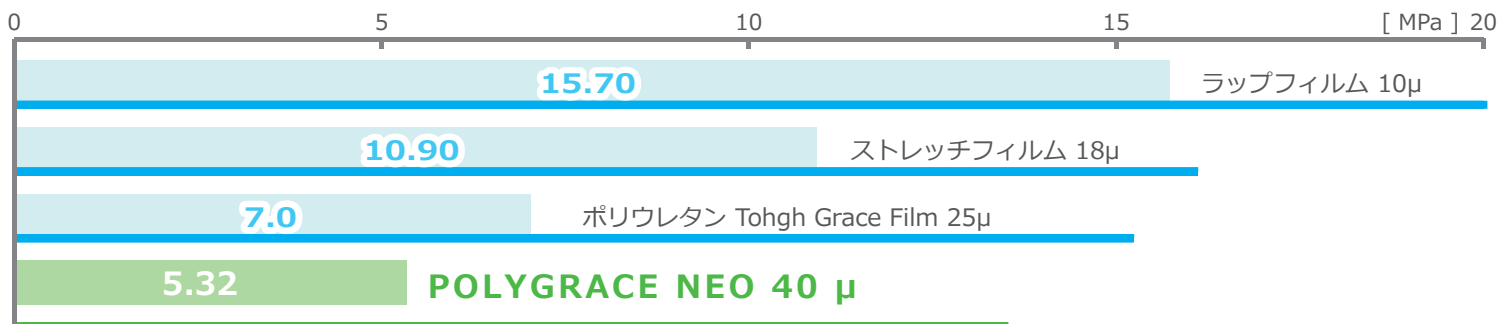 0 5 10 15 [ MPa ] 20
15.70 ラップフィルム 10μ
10.90 ストレッチフィルム 18μ
7.0 ポリウレタン Tohgh Grace Film 25μ
5.32 POLYGRACE NEO 40 μ